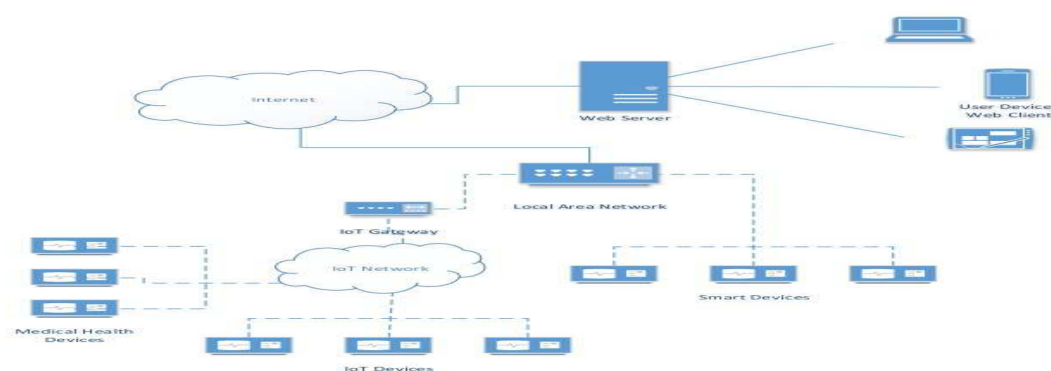 Internet
Web Server
User Device
Web Client
Local Area Network
IoT Gateway
IoT Network
Smart Devices
Medical Health
Devices
IoT Devices